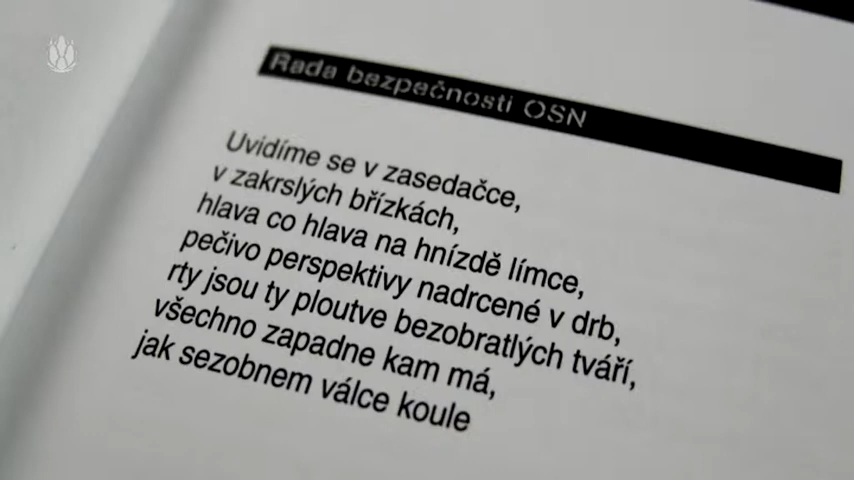 Rada bezpečnosti OSN
Uvidíme se v zasedačce,
v zakrslých břízkách,
hlava co hlava na hnízdě límce,
pečivo perspektivy nadrcené v drb,
rty jsou ty ploutve bezobratlých tváří,
všechno zapadne kam má,
jak sezobnem válce koule